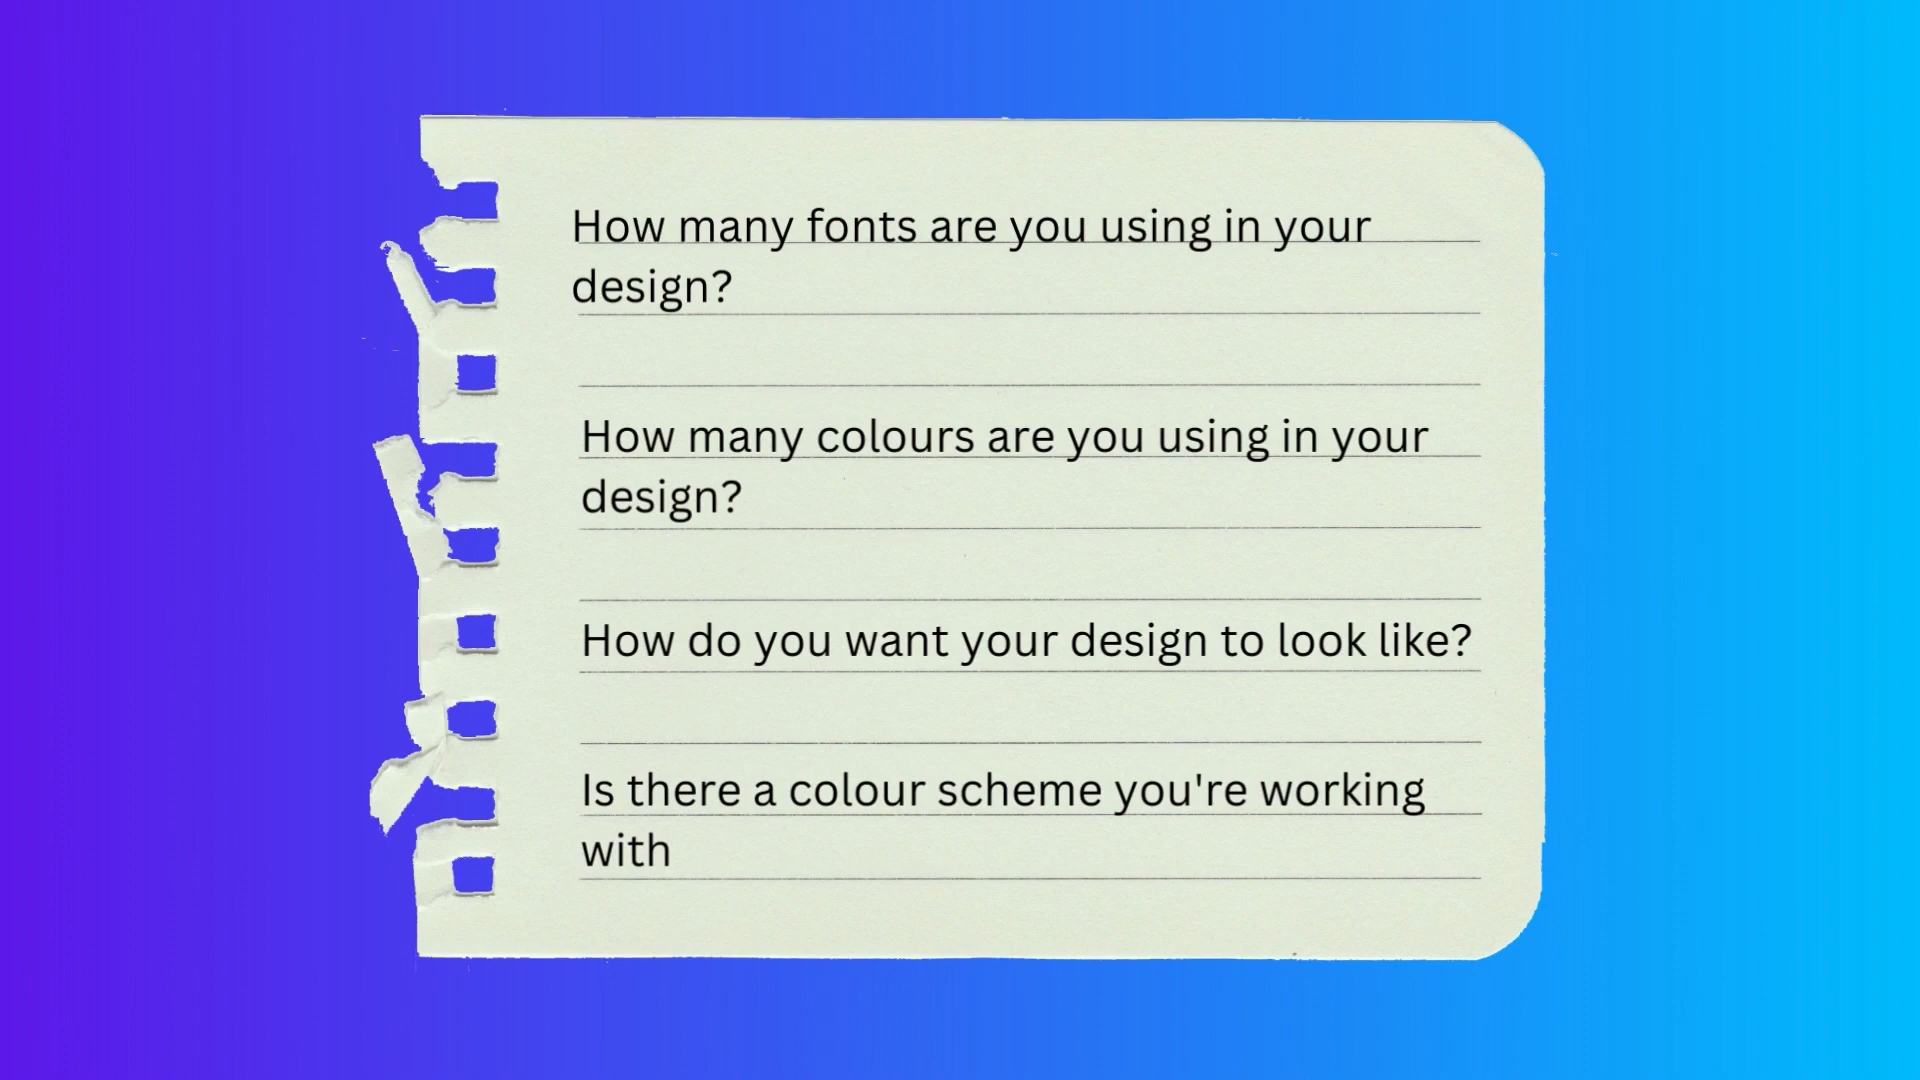 How many fonts are you using in your
design?
How many colours are you using in your
design?
How do you want your design to look like?
Is there a colour scheme you're working
with